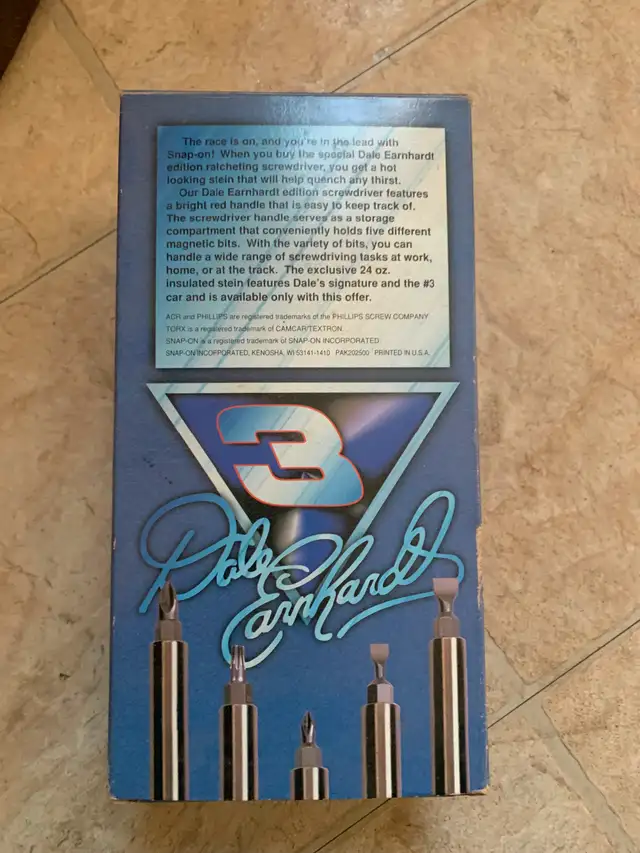 The race is on, and you're in the lead with
Snap-on! When you buy the special Dale Earnhardt
edition ratcheting screwdriver, you get a hot
looking stein that will help quench any thirst.
Our Dale Earnhardt edition screwdriver features
a bright red handle that is easy to keep track of.
The screwdriver handle serves as a storage
compartment that conveniently holds five different
magnetic bits. With the variety of bits, you can
handle a wide range of screwdriving tasks at work,
home, or at the track. The exclusive 24 oz.
insulated stein features Dale's signature and the #3
car and is available only with this offer.
ACR and PHILLIPS are registered trademarks of the PHILLIPS SCREW COMPANY
TORX is a registered trademark of CAMCAR/TEXTRON
SNAP-ON is a registered trademark of SNAP-ON INCORPORATED
SNAP-ON INCORPORATED, KENOSHA, WI 53141-1410 PAK202500 PRINTED IN U.S.A.
3
Dale
Earnhardt